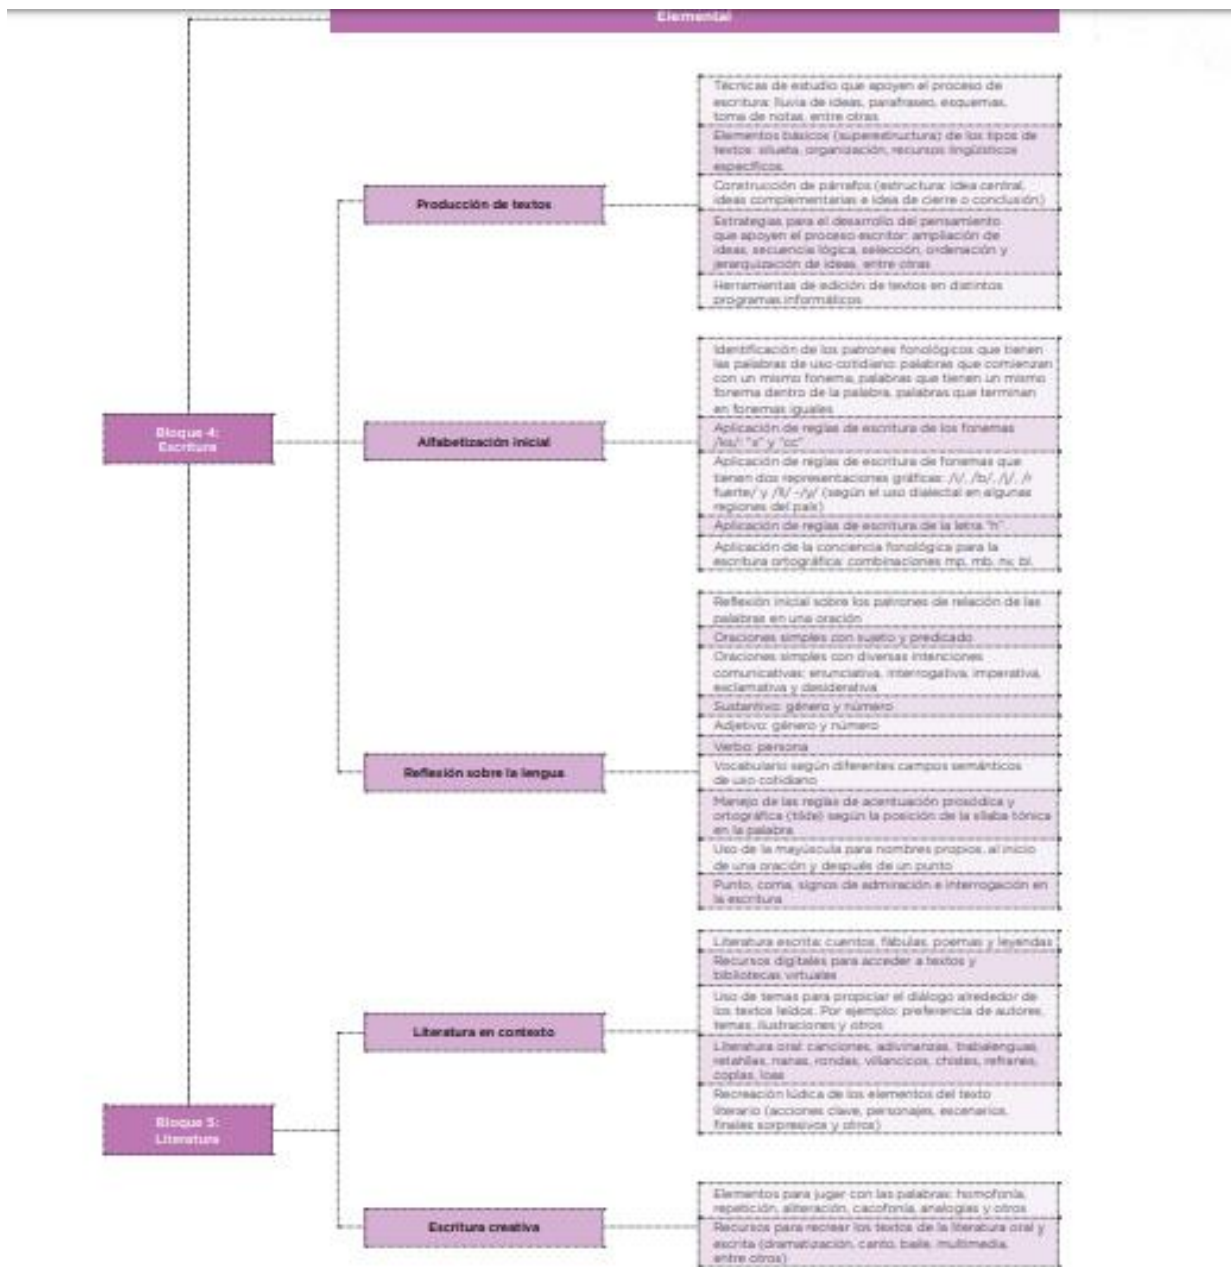 Elemental
Técnicas de estudio que apoyen el proceso de
escritura: lluvia de ideas, parafraseo, esquemas,
toma de notas, entre otras
Elementos básicos (superestructura) de los tipos de
textos: silueta, organización, recursos lingüísticos
específicos.
Producción de textos
Construcción de párrafos (estructura: idea central,
ideas complementarias e idea de cierre o conclusión)
Estrategias para el desarrollo del pensamiento
que apoyen el proceso escritor: ampliación de
ideas, secuencia lógica, selección, ordenación y
jerarquización de ideas, entre otras
Herramientas de edición de textos en distintos
programas informáticos
Bloque 4:
Escritura
Alfabetización inicial
Identificación de los patrones fonológicos que tienen
las palabras de uso cotidiano: palabras que comienzan
con un mismo fonema, palabras que tienen un mismo
fonema dentro de la palabra, palabras que terminan
en fonemas iguales
Aplicación de reglas de escritura de los fonemas
/ks/: "x" y "cc"
Aplicación de reglas de escritura de fonemas que
tienen dos representaciones gráficas: /i/, /b/, /j/, /r
fuerte/ y /ll/ -/y/ (según el uso dialectal en algunas
regiones del país)
Aplicación de reglas de escritura de la letra "h"
Aplicación de la conciencia fonológica para la
escritura ortográfica: combinaciones mp, mb, nv, bl,
Reflexión sobre la lengua
Reflexión inicial sobre los patrones de relación de las
palabras en una oración
Oraciones simples con sujeto y predicado
Oraciones simples con diversas intenciones
comunicativas: enunciativa, interrogativa, imperativa,
exclamativa y desiderativa
Sustantivo: género y número
Adjetivo: género y número
Verbo: persona
Vocabulario según diferentes campos semánticos
de uso cotidiano
Manejo de las reglas de acentuación prosódica y
ortográfica (tilde) según la posición de la sílaba tónica
en la palabra
Uso de la mayúscula para nombres propios, al inicio
de una oración y después de un punto
Punto, coma, signos de admiración e interrogación en
la escritura
Bloque 5:
Literatura
Literatura en contexto
Literatura escrita: cuentos, fábulas, poemas y leyendas
Recursos digitales para acceder a textos y
bibliotecas virtuales
Uso de temas para propiciar el diálogo alrededor de
los textos leídos. Por ejemplo: preferencia de autores,
temas, ilustraciones y otros
Literatura oral: canciones, adivinanzas, trabalenguas,
retahílas, nanas, rondas, villancicos, chistes, refranes,
coplas, loas
Recreación lúdica de los elementos del texto
literario (acciones clave, personajes, escenarios,
finales sorpresivos y otros)
Escritura creativa
Elementos para jugar con las palabras: homofonía,
repetición, aliteración, cacofonía, analogías y otros
Recursos para recrear los textos de la literatura oral y
escrita (dramatización, canto, baile, multimedia,
entre otros)